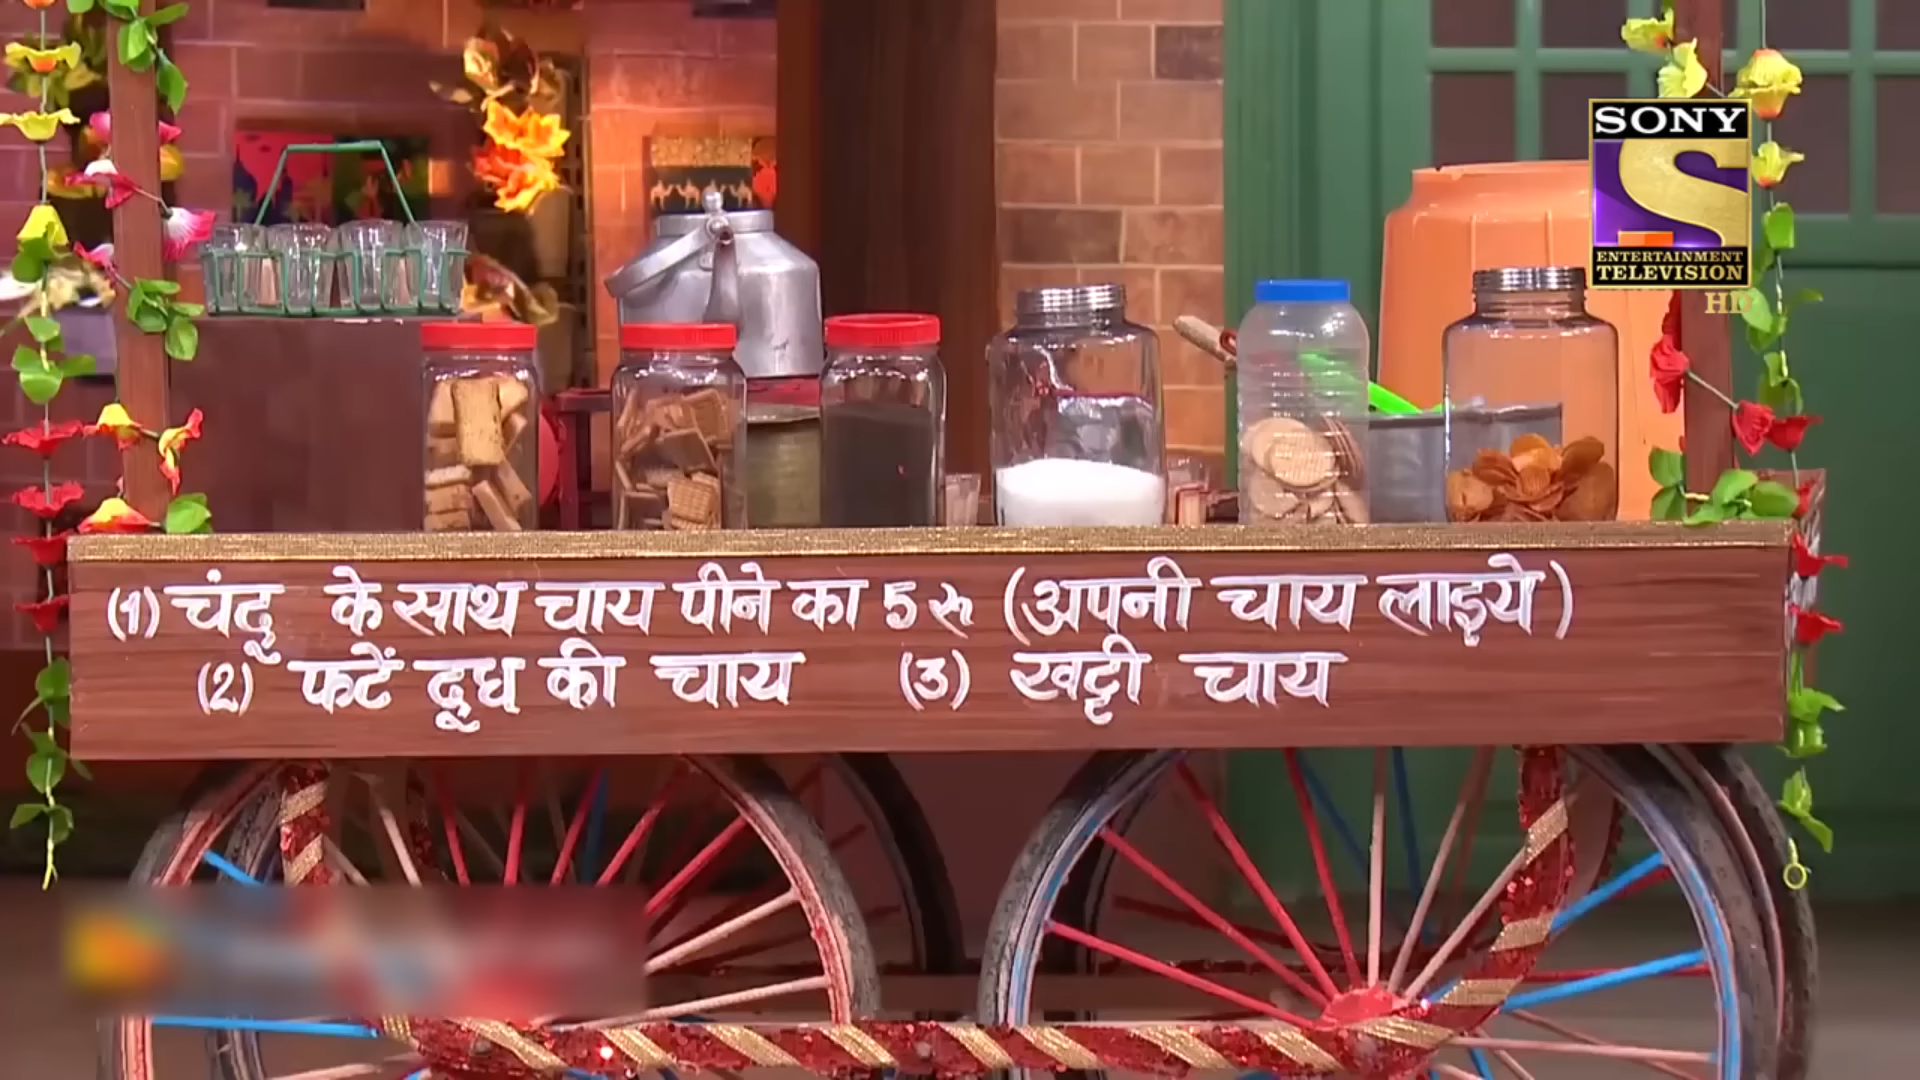 SONY
ENTERTAINMENT
TELEVISION
HD
(1) चंदू के साथ चाय पीने का 5 रू (अपनी चाय लाइये)
(2) फटें दूध की चाय (3) खट्टी चाय